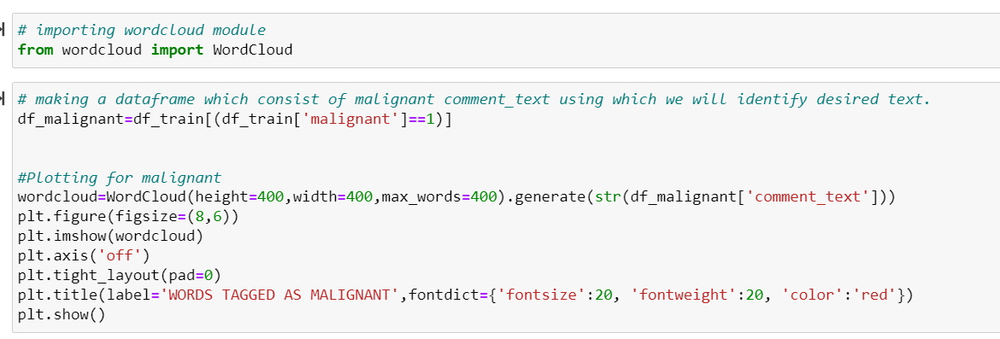 # importing wordcloud module
from wordcloud import WordCloud
# making a dataframe which consist of malignant comment_text using which we will identify desired text.
df_malignant=df_train[(df_train['malignant']==1)]
#Plotting for malignant
wordcloud=WordCloud(height=400,width=400,max_words=400).generate(str(df_malignant['comment_text']))
plt.figure(figsize=(8,6))
plt.imshow(wordcloud)
plt.axis('off')
plt.tight_layout(pad=0)
plt.title(label='WORDS TAGGED AS MALIGNANT',fontdict={'fontsize':20, 'fontweight':20, 'color':'red'})
plt.show()